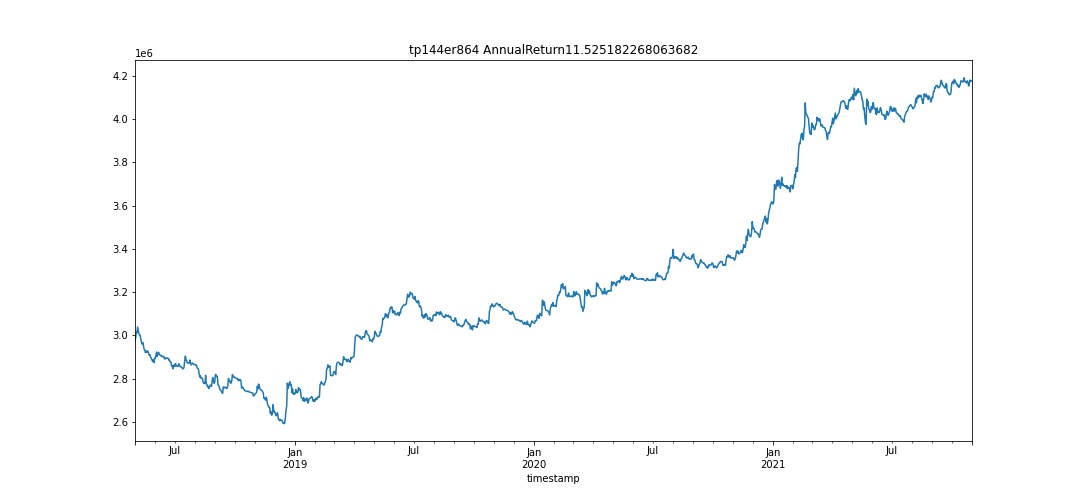 tp144er864 AnnualReturn11.525182268063682
1e6
4.2
4.0
3.8
3.6
3.4
3.2
3.0
2.8
2.6
Jul
Jan
2019
Jul
Jan
2020
Jul
Jan
2021
Jul
timestamp